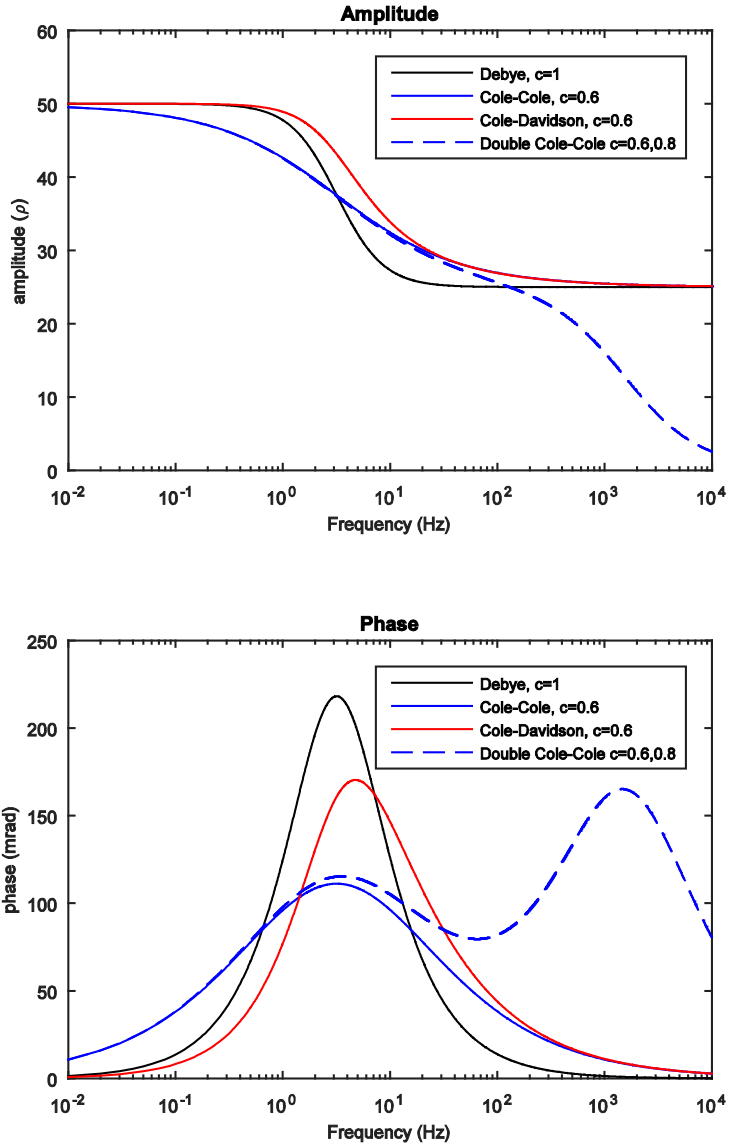 Amplitude
60
50
40
30
20
10
0
amplitude (ρ)
Debye, c=1
Cole-Cole, c=0.6
Cole-Davidson, c=0.6
Double Cole-Cole c=0.6,0.8
10⁻² 10⁻¹ 10⁰ 10¹ 10² 10³ 10⁴
Frequency (Hz)
Phase
250
200
150
100
50
0
phase (mrad)
Debye, c=1
Cole-Cole, c=0.6
Cole-Davidson, c=0.6
Double Cole-Cole c=0.6,0.8
10⁻² 10⁻¹ 10⁰ 10¹ 10² 10³ 10⁴
Frequency (Hz)